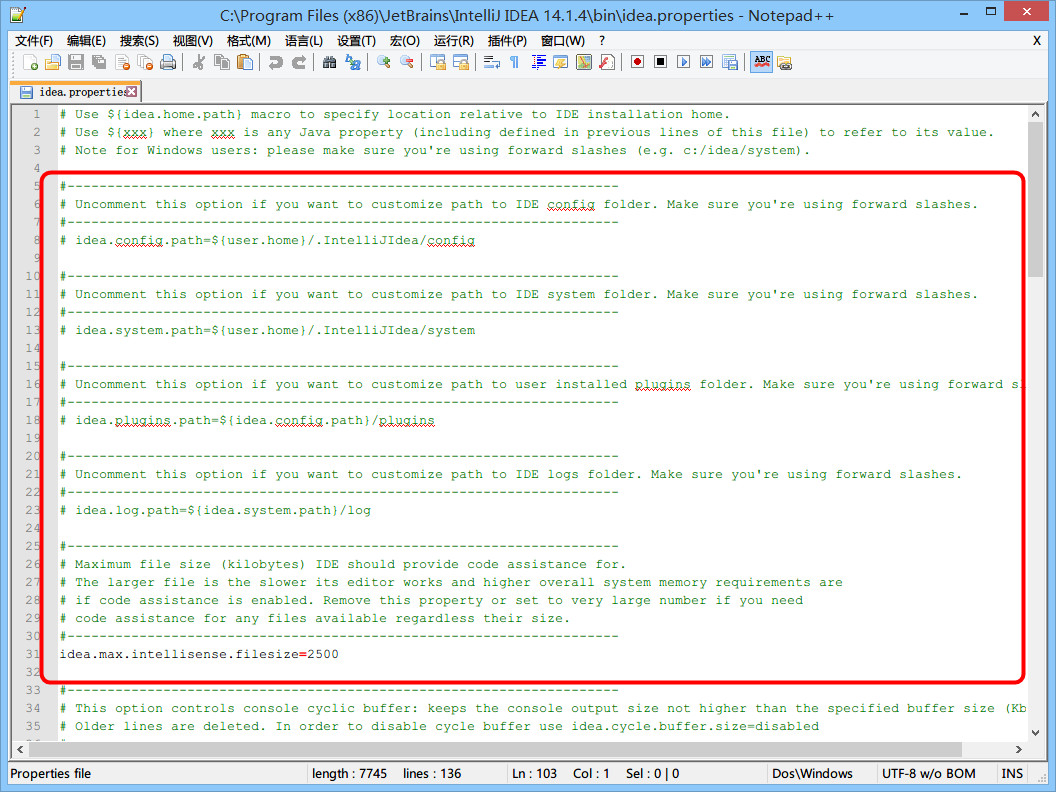 C:\Program Files (x86)\JetBrains\IntelliJ IDEA 14.1.4\bin\idea.properties - Notepad++
文件(F) 编辑(E) 搜索(S) 视图(V) 格式(M) 语言(L) 设置(T) 宏(O) 运行(R) 插件(P) 窗口(W) ? X
ABC
idea.properties
1 # Use ${idea.home.path} macro to specify location relative to IDE installation home.
2 # Use ${xxx} where xxx is any Java property (including defined in previous lines of this file) to refer to its value.
3 # Note for Windows users: please make sure you're using forward slashes (e.g. c:/idea/system).
4
5 #---------------------------------------------------------------------
6 # Uncomment this option if you want to customize path to IDE config folder. Make sure you're using forward slashes.
7 #---------------------------------------------------------------------
8 # idea.config.path=${user.home}/.IntelliJIdea/config
9
10 #---------------------------------------------------------------------
11 # Uncomment this option if you want to customize path to IDE system folder. Make sure you're using forward slashes.
12 #---------------------------------------------------------------------
13 # idea.system.path=${user.home}/.IntelliJIdea/system
14
15 #---------------------------------------------------------------------
16 # Uncomment this option if you want to customize path to user installed plugins folder. Make sure you're using forward
17 #---------------------------------------------------------------------
18 # idea.plugins.path=${idea.config.path}/plugins
19
20 #---------------------------------------------------------------------
21 # Uncomment this option if you want to customize path to IDE logs folder. Make sure you're using forward slashes.
22 #---------------------------------------------------------------------
23 # idea.log.path=${idea.system.path}/log
24
25 #---------------------------------------------------------------------
26 # Maximum file size (kilobytes) IDE should provide code assistance for.
27 # The larger file is the slower its editor works and higher overall system memory requirements are
28 # if code assistance is enabled. Remove this property or set to very large number if you need
29 # code assistance for any files available regardless their size.
30 #---------------------------------------------------------------------
31 idea.max.intellisense.filesize=2500
32
33 #---------------------------------------------------------------------
34 # This option controls console cyclic buffer: keeps the console output size not higher than the specified buffer size (Kb
35 # Older lines are deleted. In order to disable cycle buffer use idea.cycle.buffer.size=disabled
Properties file length : 7745 lines : 136 Ln : 103 Col : 1 Sel : 0 | 0 Dos\Windows UTF-8 w/o BOM INS